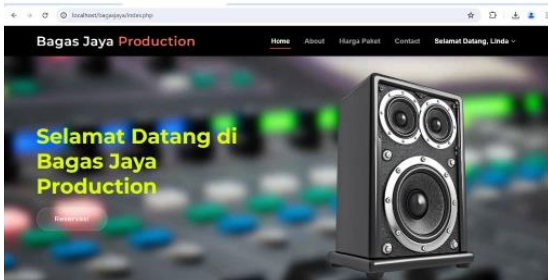 localhost/bagasjaya/index.php
Bagas Jaya Production
Home About Harga Paket Contact Selamat Datang, Linda
Selamat Datang di
Bagas Jaya
Production
Reservasi